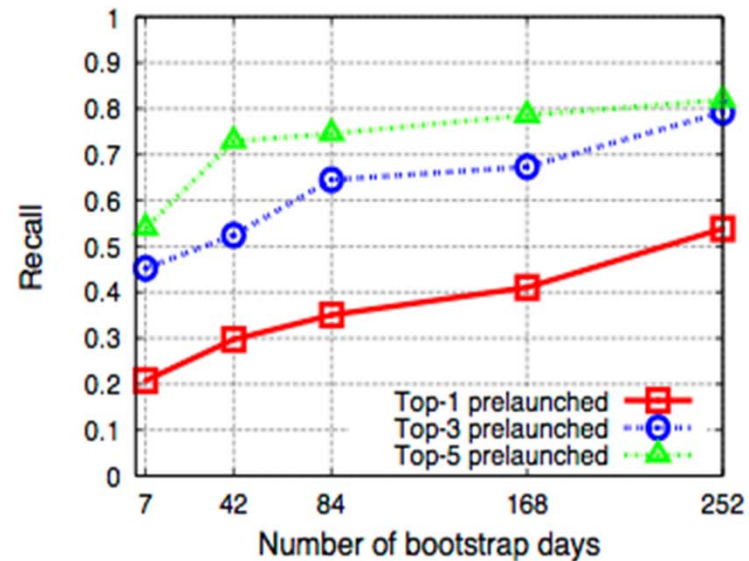 1
0.9
0.8
0.7
0.6
0.5
0.4
0.3
0.2
0.1
0
Recall
Top-1 prelaunched
Top-3 prelaunched
Top-5 prelaunched
7 42 84 168 252
Number of bootstrap days